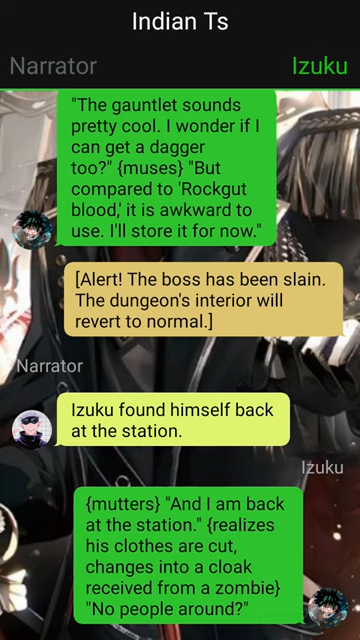 Indian Ts
Narrator
Izuku
"The gauntlet sounds
pretty cool. I wonder if I
can get a dagger
too?" {muses} "But
compared to 'Rockgut
blood,' it is awkward to
use. I'll store it for now."
[Alert! The boss has been slain.
The dungeon's interior will
revert to normal.]
Narrator
Izuku found himself back
at the station.
Izuku
{mutters} "And I am back
at the station." {realizes
his clothes are cut,
changes into a cloak
received from a zombie}
"No people around?"